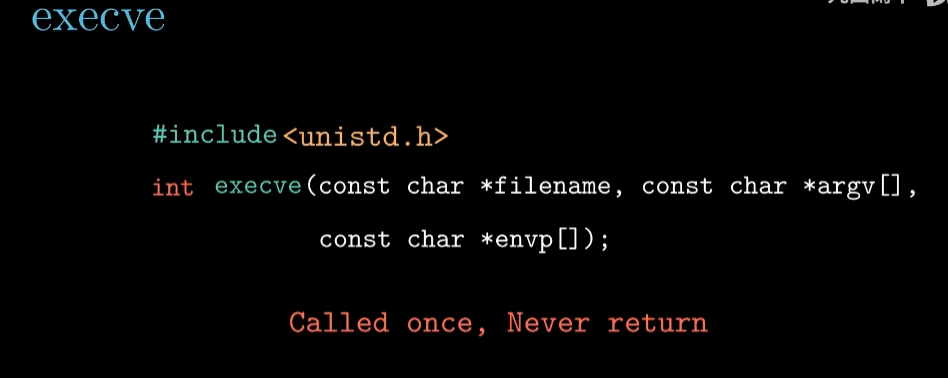 execve
#include <unistd.h>
int execve(const char *filename, const char *argv[],
const char *envp[]);
Called once, Never return